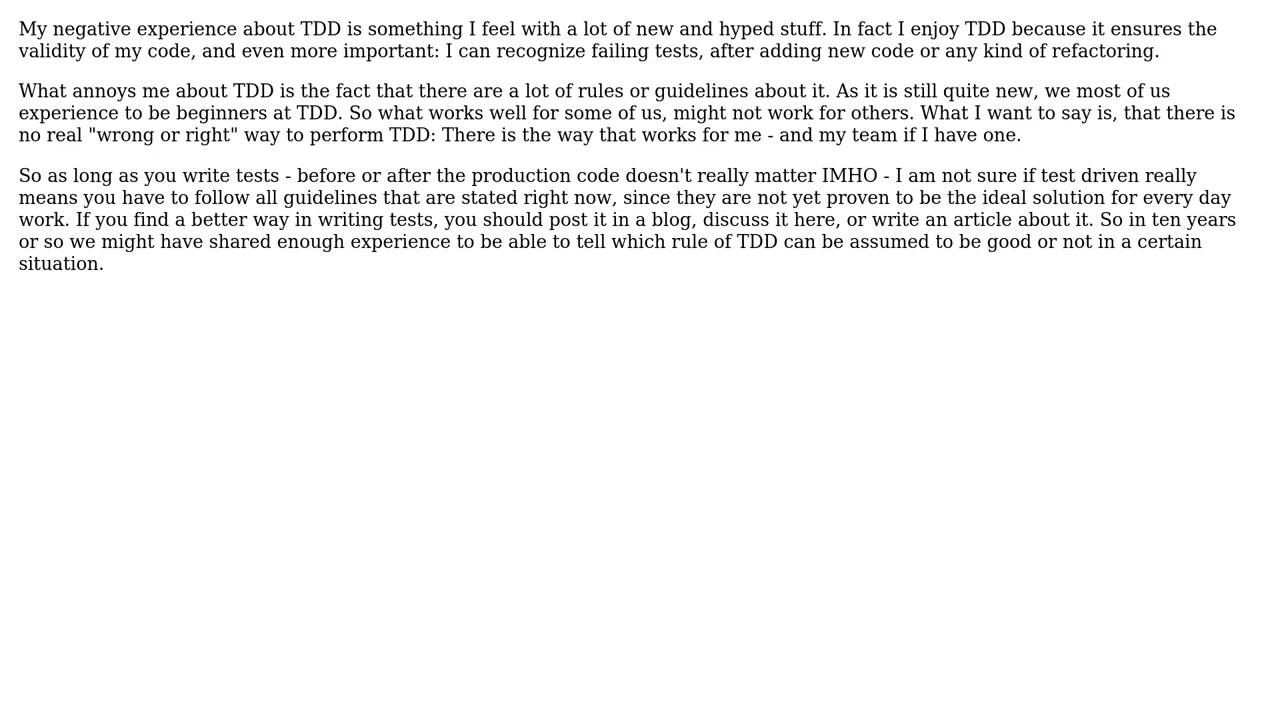 My negative experience about TDD is something I feel with a lot of new and hyped stuff. In fact I enjoy TDD because it ensures the
validity of my code, and even more important: I can recognize failing tests, after adding new code or any kind of refactoring.
What annoys me about TDD is the fact that there are a lot of rules or guidelines about it. As it is still quite new, we most of us
experience to be beginners at TDD. So what works well for some of us, might not work for others. What I want to say is, that there is
no real "wrong or right" way to perform TDD: There is the way that works for me - and my team if I have one.
So as long as you write tests - before or after the production code doesn't really matter IMHO - I am not sure if test driven really
means you have to follow all guidelines that are stated right now, since they are not yet proven to be the ideal solution for every day
work. If you find a better way in writing tests, you should post it in a blog, discuss it here, or write an article about it. So in ten years
or so we might have shared enough experience to be able to tell which rule of TDD can be assumed to be good or not in a certain
situation.